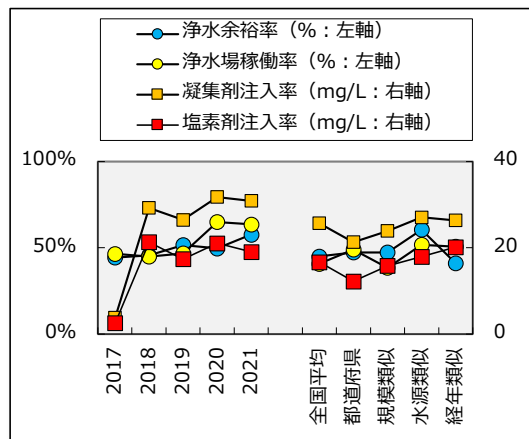 浄水余裕率（%：左軸）
浄水場稼働率（%：左軸）
凝集剤注入率（mg/L：右軸）
塩素剤注入率（mg/L：右軸）
100%
40
50%
20
0%
0
2017
2018
2019
2020
2021
全国平均
都道府県
規模類似
水源類似
経年類似